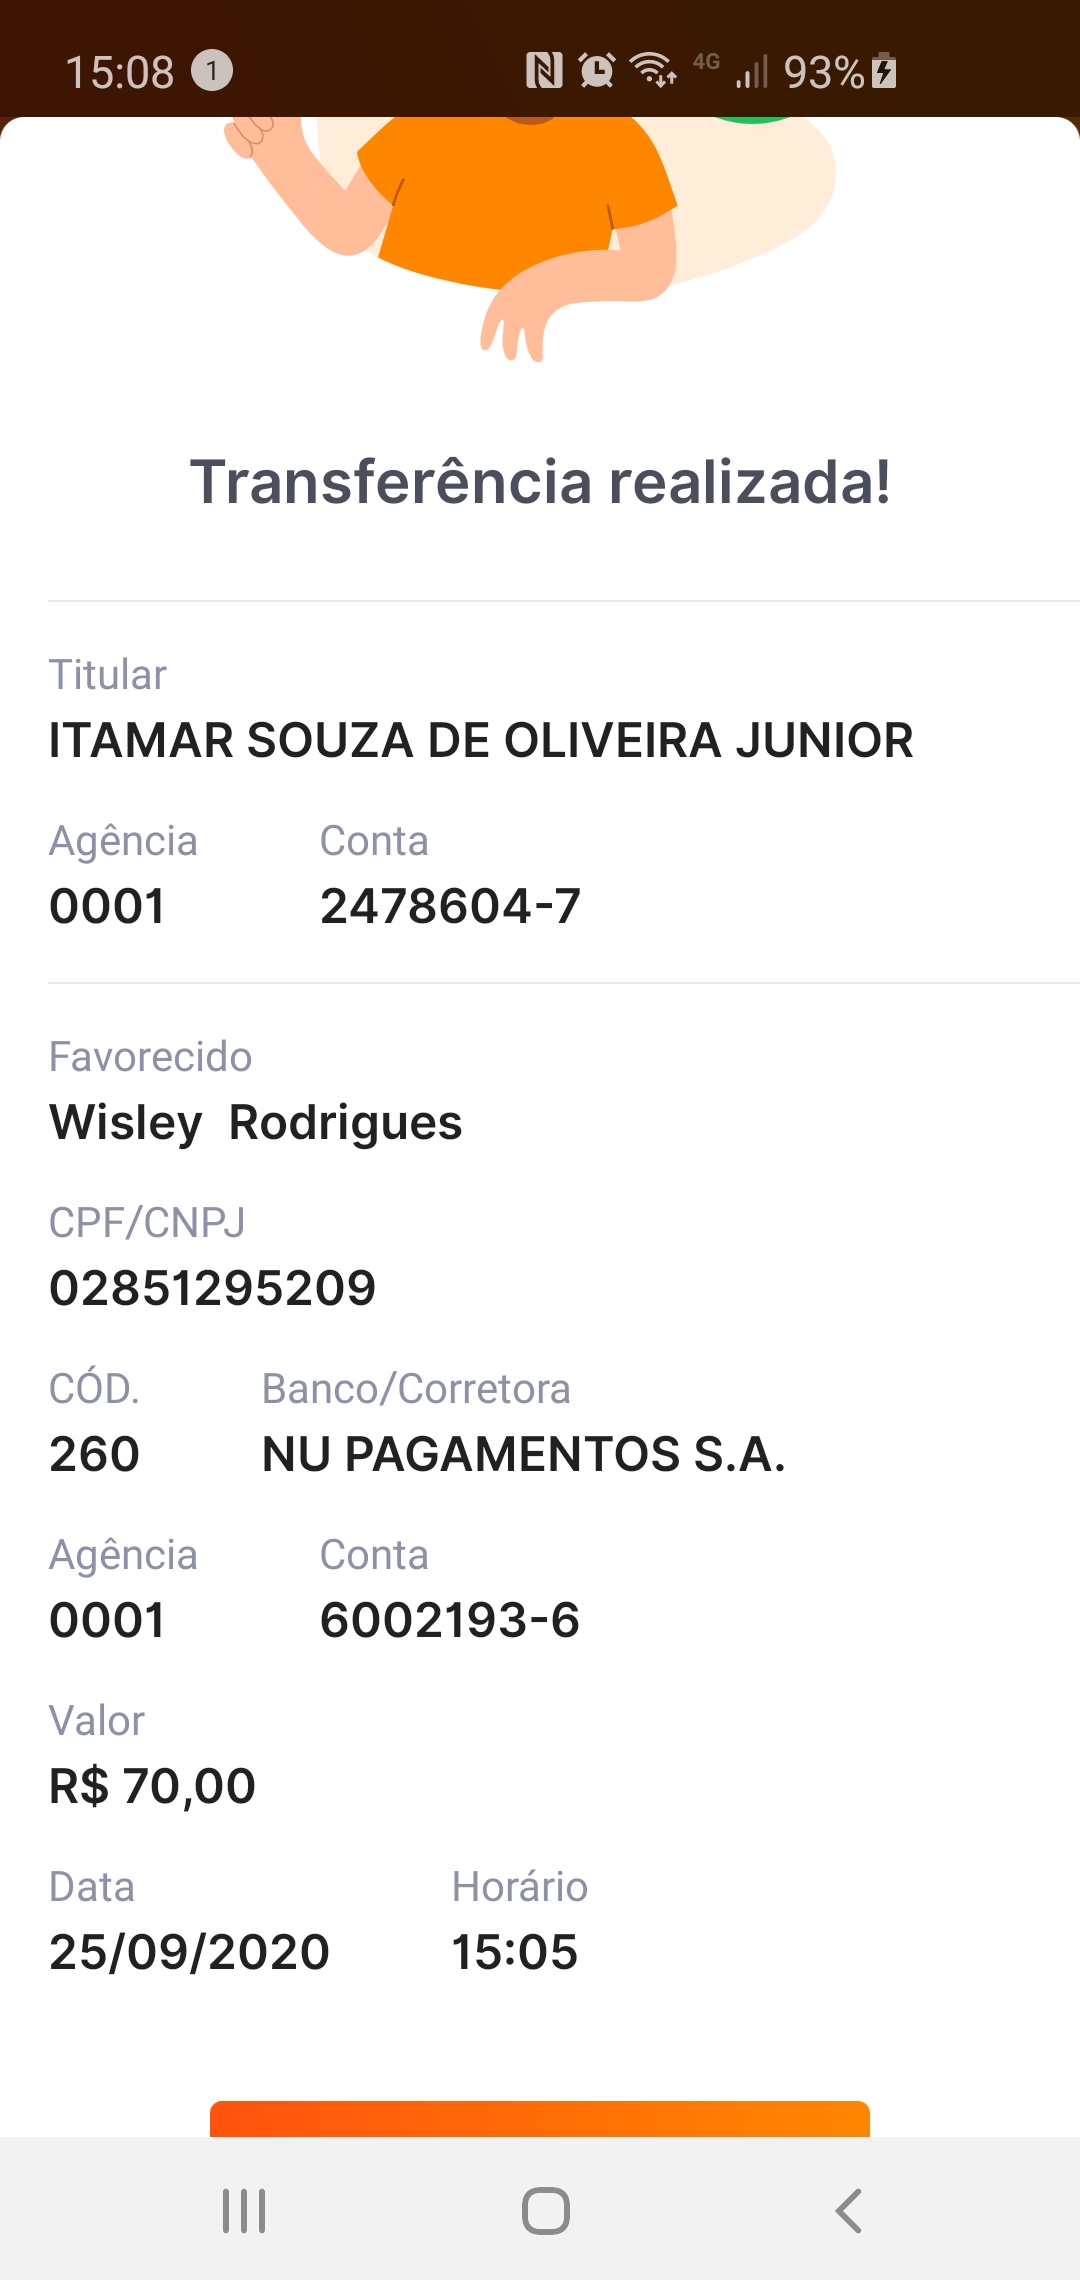 15:08 1 4G 93%
Transferência realizada!
Titular
ITAMAR SOUZA DE OLIVEIRA JUNIOR
Agência Conta
0001 2478604-7
Favorecido
Wisley Rodrigues
CPF/CNPJ
02851295209
CÓD. Banco/Corretora
260 NU PAGAMENTOS S.A.
Agência Conta
0001 6002193-6
Valor
R$ 70,00
Data Horário
25/09/2020 15:05